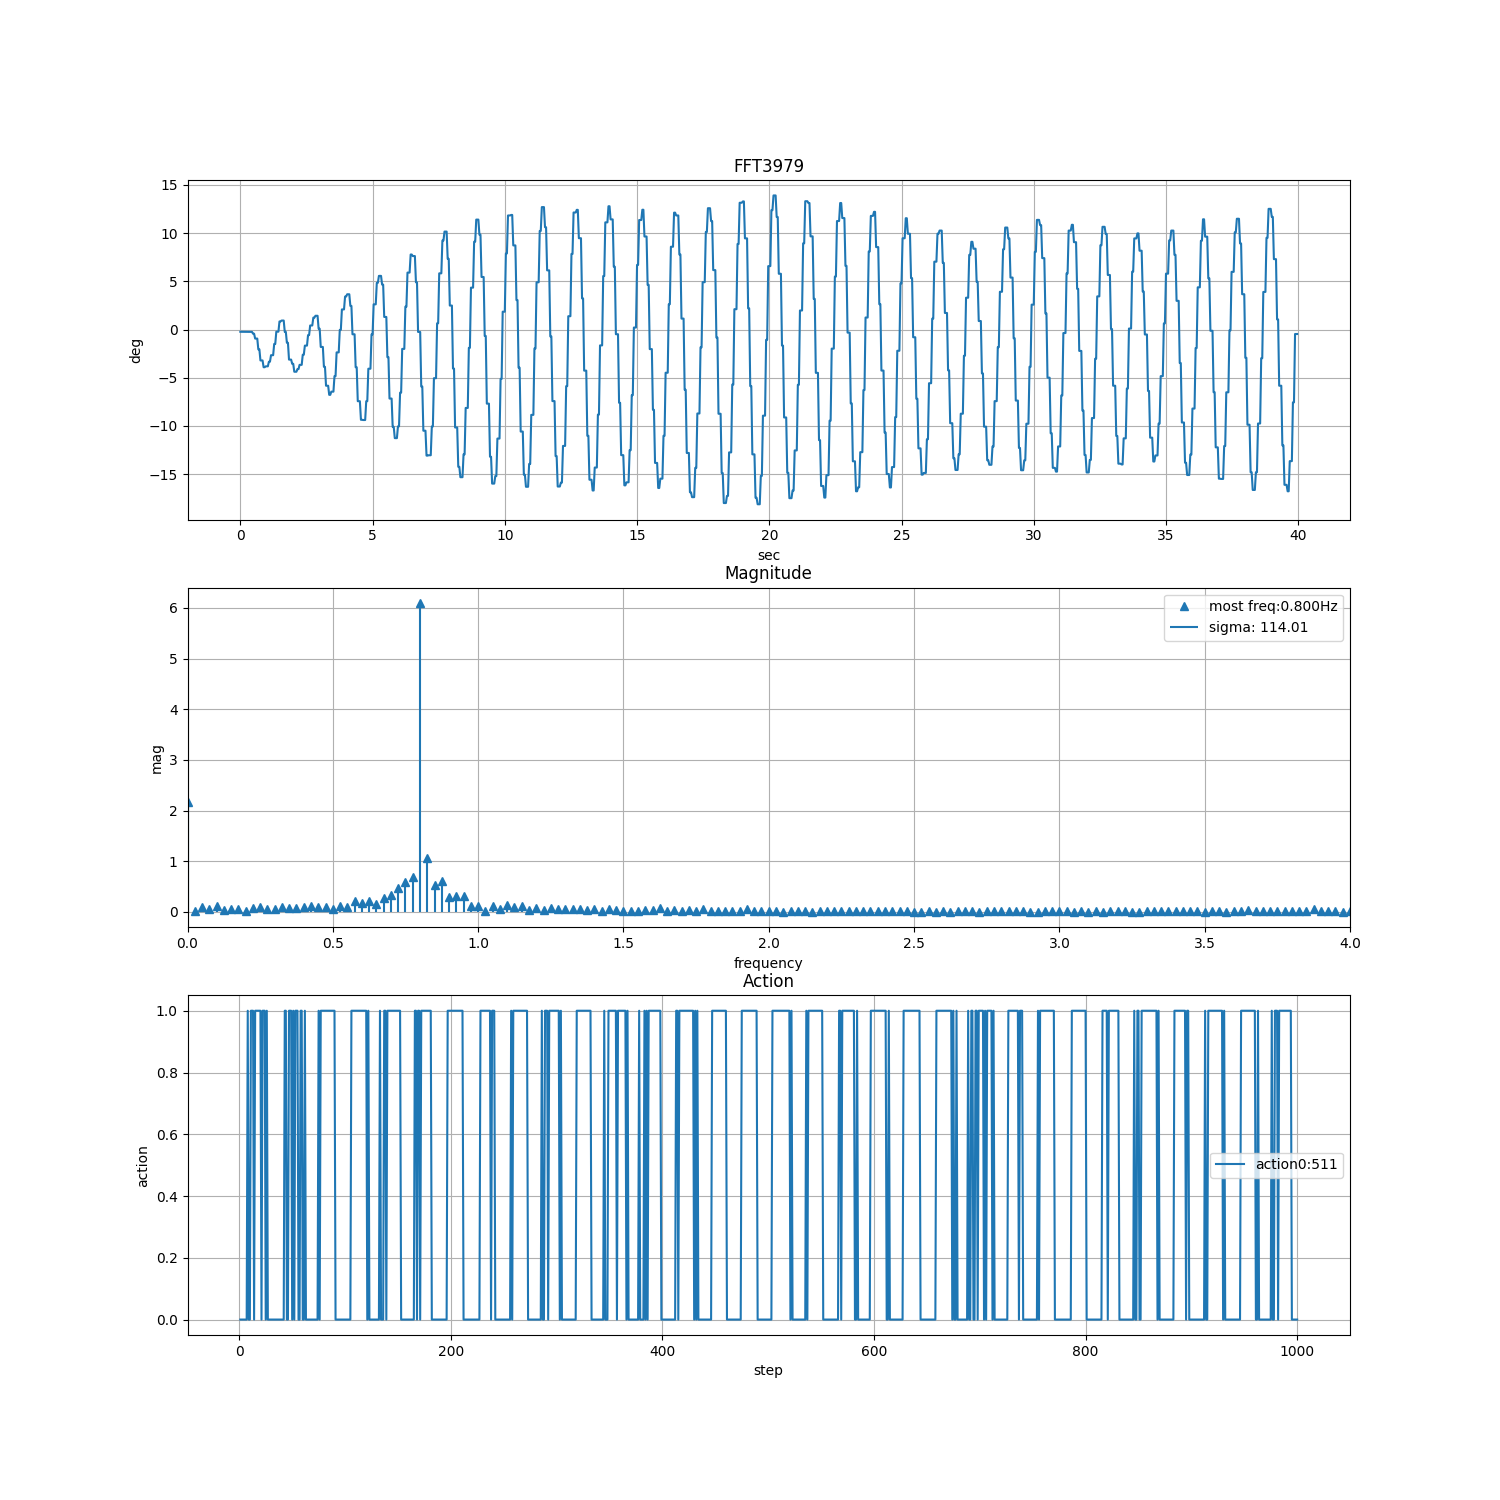 FFT3979
15
10
5
0
−5
−10
−15
deg
0 5 10 15 20 25 30 35 40
sec
Magnitude
6
5
4
3
2
1
0
mag
most freq:0.800Hz
sigma: 114.01
0.0 0.5 1.0 1.5 2.0 2.5 3.0 3.5 4.0
frequency
Action
1.0
0.8
0.6
0.4
0.2
0.0
action
action0:511
0 200 400 600 800 1000
step